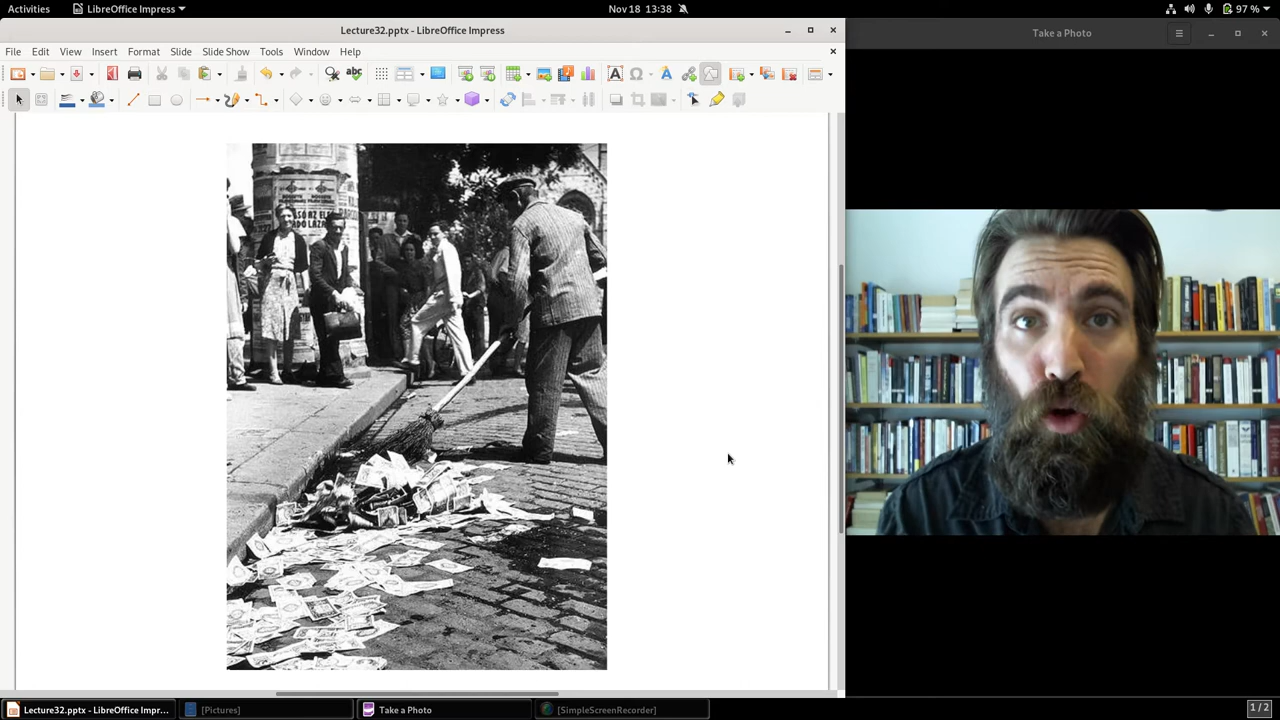 Activities
LibreOffice Impress
Nov 18 13:38
97 %
Lecture32.pptx - LibreOffice Impress
Take a Photo
File Edit View Insert Format Slide Slide Show Tools Window Help
abc
Lecture32.pptx - LibreOffice Impr...
[Pictures]
Take a Photo
[SimpleScreenRecorder]
1 / 2